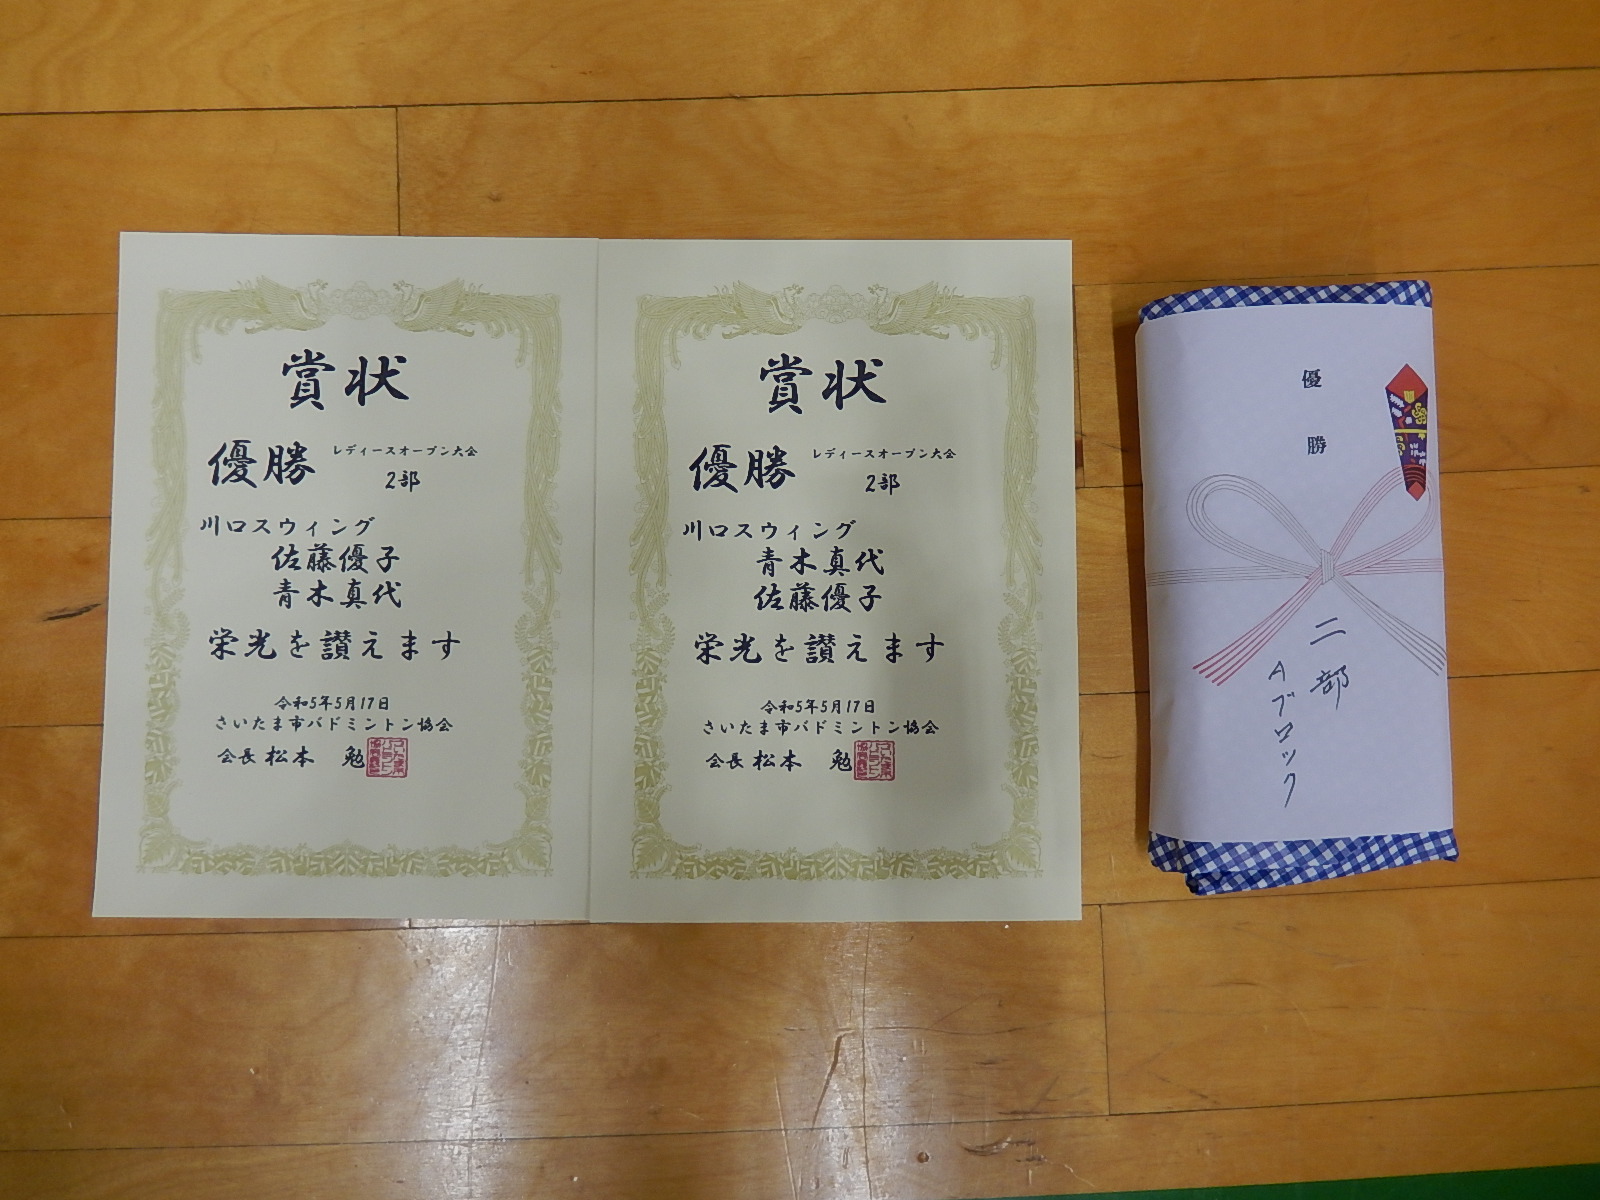 賞状
優勝 レディースオープン大会
2部
川口スウィング
佐藤優子
青木真代
栄光を讃えます
令和5年5月17日
さいたま市バドミントン協会
会長 松本 勉
賞状
優勝 レディースオープン大会
2部
川口スウィング
青木真代
佐藤優子
栄光を讃えます
令和5年5月17日
さいたま市バドミントン協会
会長 松本 勉
優勝
二部
Aブロック